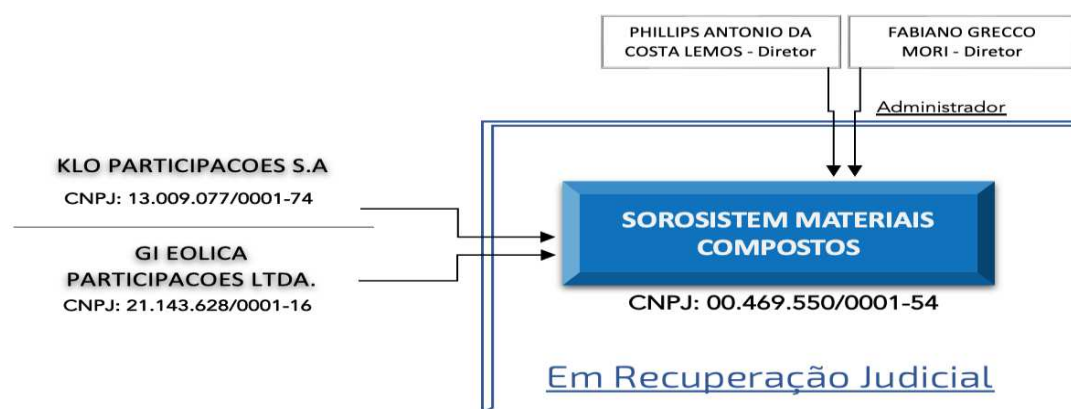 PHILLIPS ANTONIO DA
COSTA LEMOS - Diretor
FABIANO GRECCO
MORI - Diretor
Administrador
KLO PARTICIPACOES S.A
CNPJ: 13.009.077/0001-74
GI EOLICA
PARTICIPACOES LTDA.
CNPJ: 21.143.628/0001-16
SOROSISTEM MATERIAIS
COMPOSTOS
CNPJ: 00.469.550/0001-54
Em Recuperação Judicial